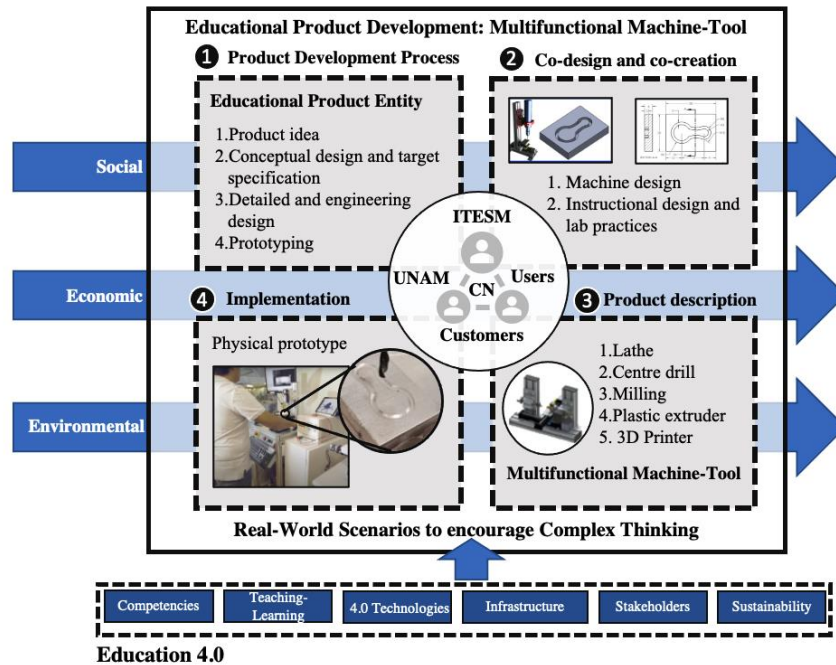 Educational Product Development: Multifunctional Machine-Tool
1 Product Development Process
2 Co-design and co-creation
Educational Product Entity
1.Product idea
2.Conceptual design and target
specification
3.Detailed and engineering
design
4.Prototyping
1. Machine design
2. Instructional design and
lab practices
Social
Economic
Environmental
ITESM
UNAM
Users
CN
Customers
4 Implementation
Physical prototype
3 Product description
1.Lathe
2.Centre drill
3.Milling
4.Plastic extruder
5. 3D Printer
Multifunctional Machine-Tool
Real-World Scenarios to encourage Complex Thinking
Competencies
Teaching-
Learning
4.0 Technologies
Infrastructure
Stakeholders
Sustainability
Education 4.0